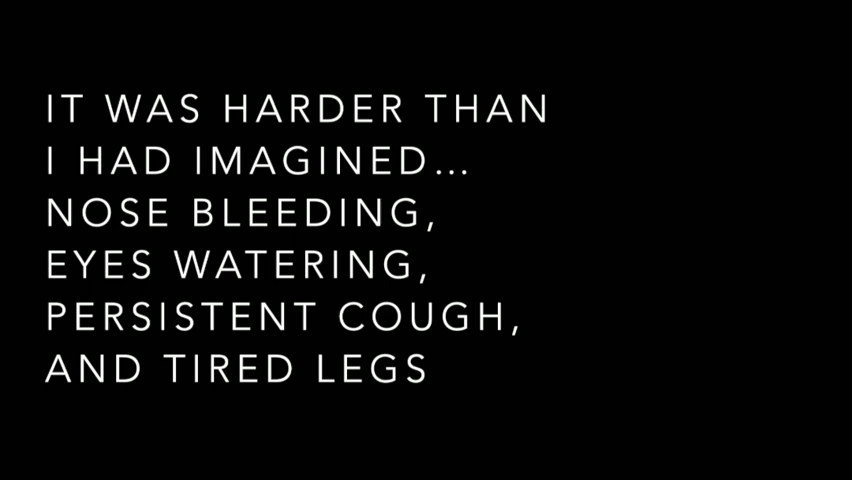 IT WAS HARDER THAN
I HAD IMAGINED...
NOSE BLEEDING,
EYES WATERING,
PERSISTENT COUGH,
AND TIRED LEGS